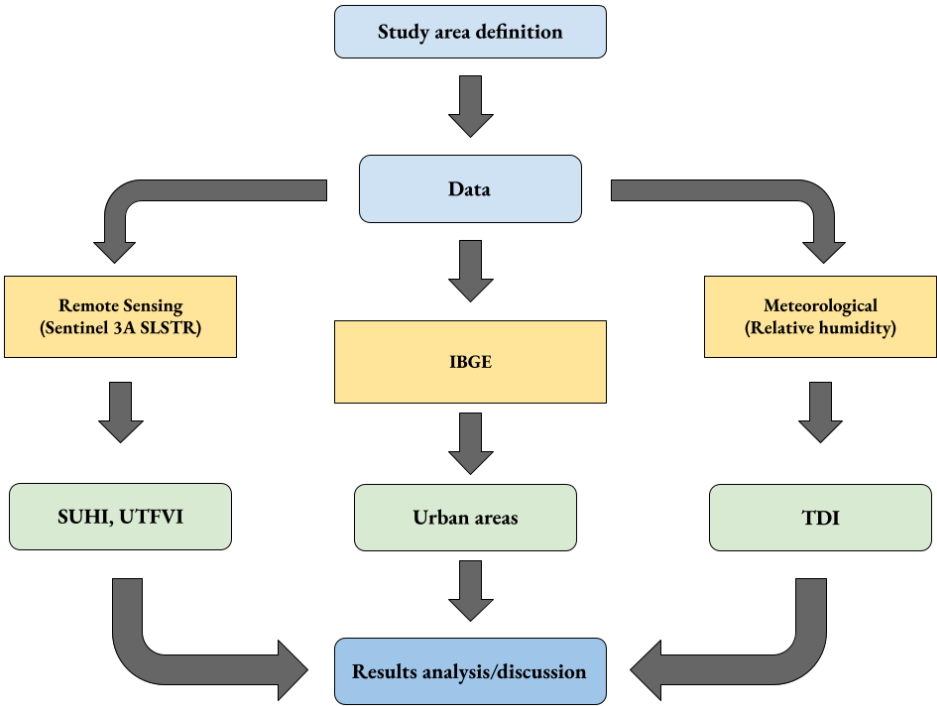 Study area definition
Data
Remote Sensing
(Sentinel 3A SLSTR)
IBGE
Meteorological
(Relative humidity)
SUHI, UTFVI
Urban areas
TDI
Results analysis/discussion